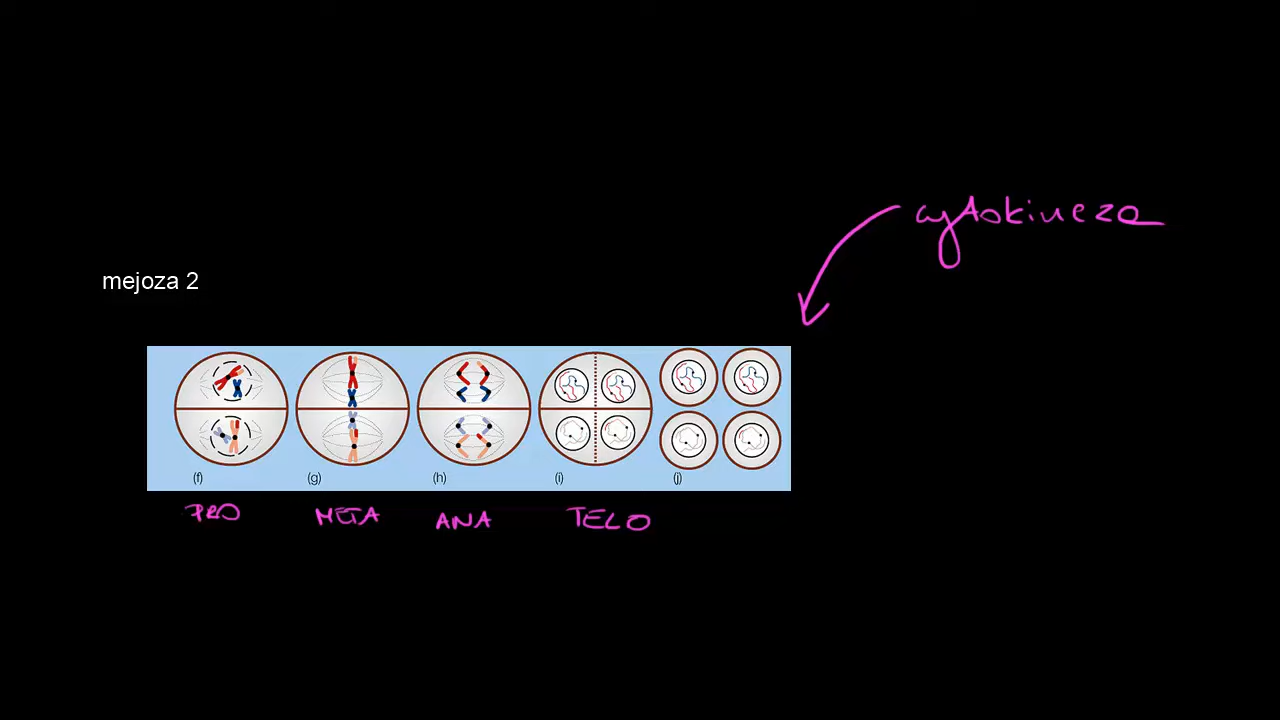 cytokineza
mejoza 2
(f) (g) (h) (i) (j)
PRO META ANA TELO